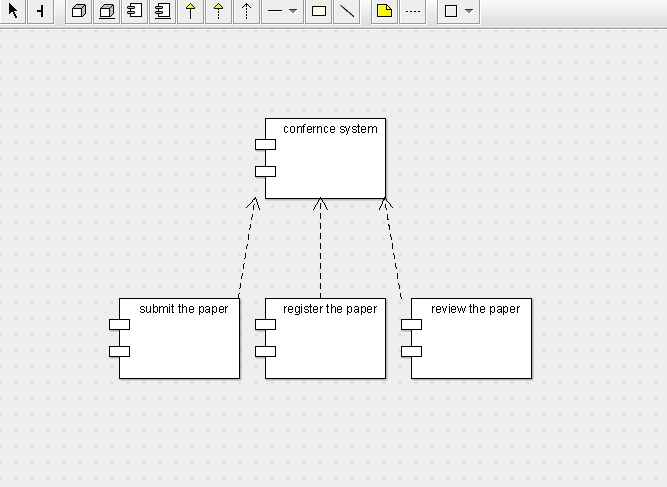 confernce system
submit the paper
register the paper
review the paper